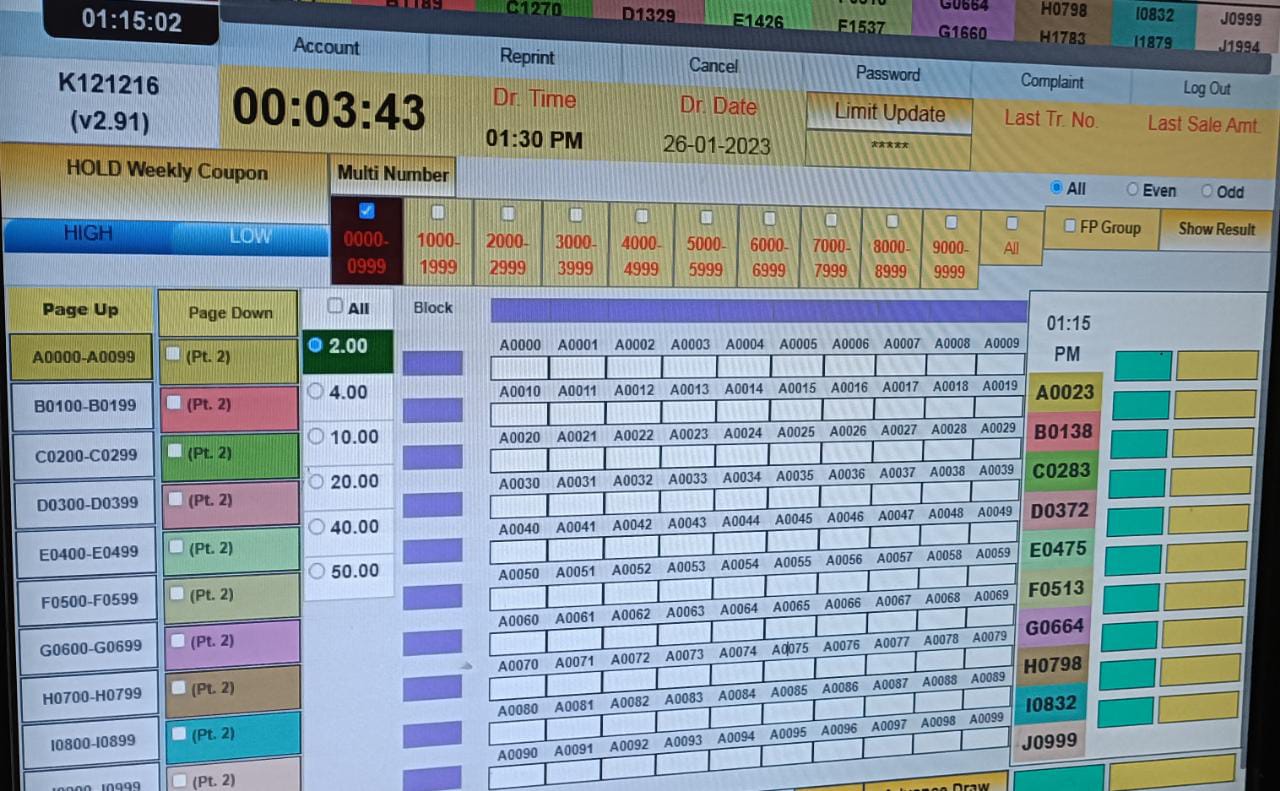 B1189 C1270 D1329 E1426 F1537 G0664 H0798 I0832 J0999
G1660 H1783 I1879 J1994
01:15:02
Account Reprint Cancel Password Complaint Log Out
K121216
(v2.91)
00:03:43
Dr. Time
01:30 PM
Dr. Date
26-01-2023
Limit Update
*****
Last Tr. No.
Last Sale Amt.
HOLD Weekly Coupon
Multi Number
HIGH LOW
All Even Odd
FP Group Show Result
0000- 1000- 2000- 3000- 4000- 5000- 6000- 7000- 8000- 9000- All
0999 1999 2999 3999 4999 5999 6999 7999 8999 9999
Page Up Page Down All Block
A0000-A0099 (Pt. 2)
B0100-B0199 (Pt. 2)
C0200-C0299 (Pt. 2)
D0300-D0399 (Pt. 2)
E0400-E0499 (Pt. 2)
F0500-F0599 (Pt. 2)
G0600-G0699 (Pt. 2)
H0700-H0799 (Pt. 2)
I0800-I0899 (Pt. 2)
J0900-J0999 (Pt. 2)
2.00
4.00
10.00
20.00
40.00
50.00
A0000 A0001 A0002 A0003 A0004 A0005 A0006 A0007 A0008 A0009
A0010 A0011 A0012 A0013 A0014 A0015 A0016 A0017 A0018 A0019
A0020 A0021 A0022 A0023 A0024 A0025 A0026 A0027 A0028 A0029
A0030 A0031 A0032 A0033 A0034 A0035 A0036 A0037 A0038 A0039
A0040 A0041 A0042 A0043 A0044 A0045 A0046 A0047 A0048 A0049
A0050 A0051 A0052 A0053 A0054 A0055 A0056 A0057 A0058 A0059
A0060 A0061 A0062 A0063 A0064 A0065 A0066 A0067 A0068 A0069
A0070 A0071 A0072 A0073 A0074 A0075 A0076 A0077 A0078 A0079
A0080 A0081 A0082 A0083 A0084 A0085 A0086 A0087 A0088 A0089
A0090 A0091 A0092 A0093 A0094 A0095 A0096 A0097 A0098 A0099
01:15
PM
A0023
B0138
C0283
D0372
E0475
F0513
G0664
H0798
I0832
J0999
Advance Draw